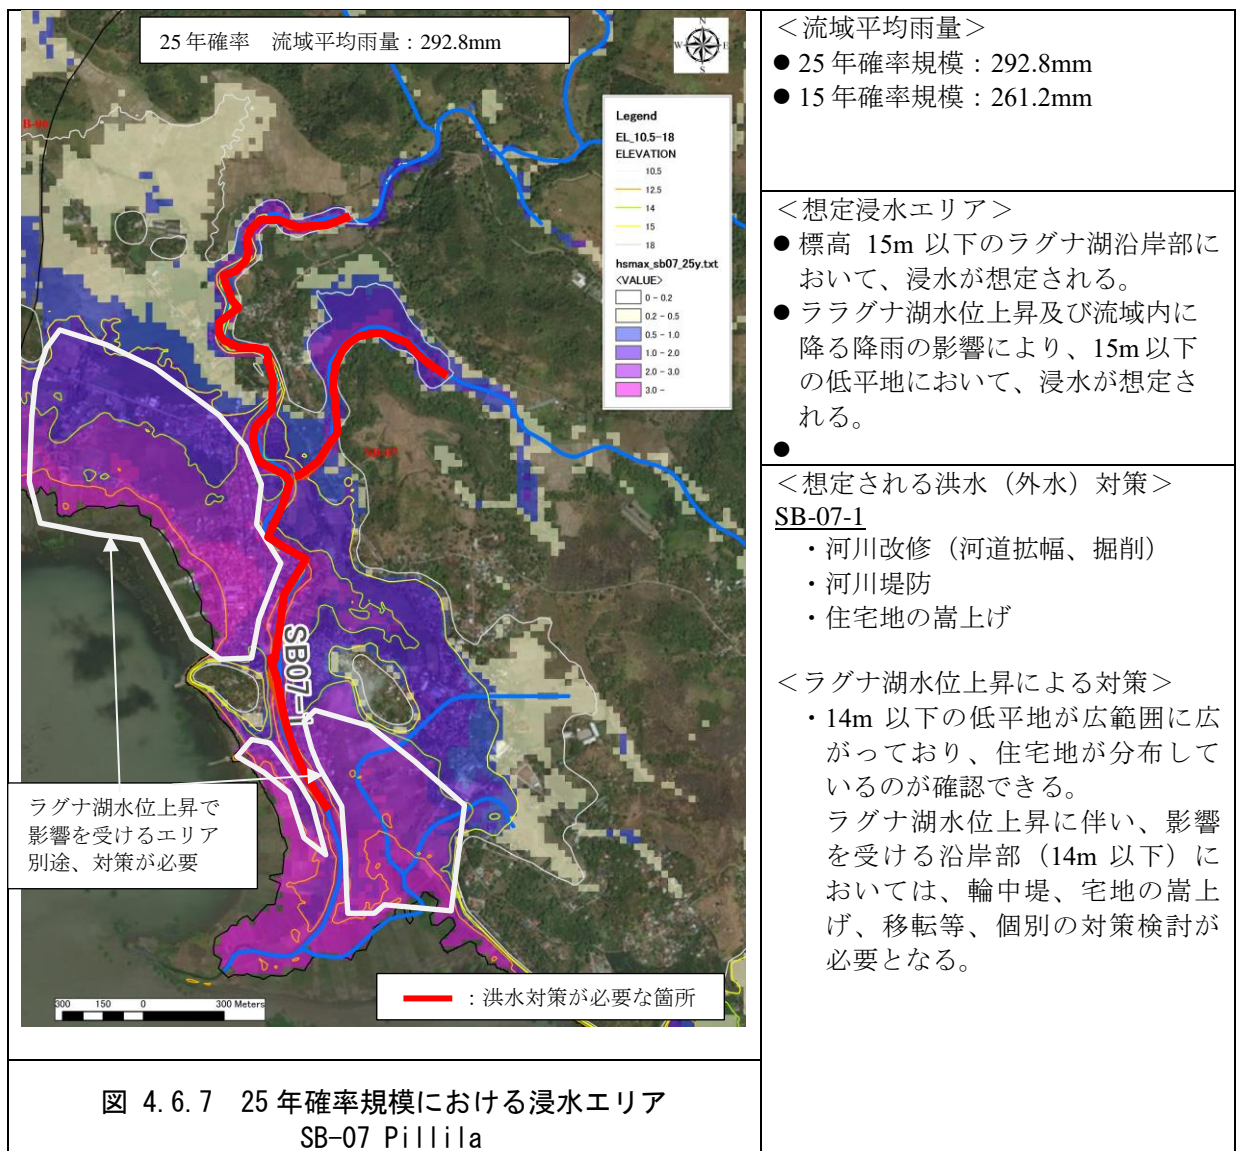 25年確率　流域平均雨量：292.8mm
N
W
E
S
B-06
Legend
EL_10.5-18
ELEVATION
10.5
12.5
14
15
18
hsmax_sb07_25y.txt
<VALUE>
0 - 0.2
0.2 - 0.5
0.5 - 1.0
1.0 - 2.0
2.0 - 3.0
3.0 -
SB-07
ラグナ湖水位上昇で
影響を受けるエリア
別途、対策が必要
300 150 0 300 Meters
：洪水対策が必要な箇所
図 4.6.7　25年確率規模における浸水エリア
SB-07 Pillila
＜流域平均雨量＞
● 25年確率規模：292.8mm
● 15年確率規模：261.2mm
＜想定浸水エリア＞
● 標高 15m 以下のラグナ湖沿岸部に
おいて、浸水が想定される。
● ララグナ湖水位上昇及び流域内に
降る降雨の影響により、15m以下
の低平地において、浸水が想定さ
れる。
●
＜想定される洪水（外水）対策＞
SB-07-1
・河川改修（河道拡幅、掘削）
・河川堤防
・住宅地の嵩上げ
＜ラグナ湖水位上昇による対策＞
・14m 以下の低平地が広範囲に広
がっており、住宅地が分布して
いるのが確認できる。
ラグナ湖水位上昇に伴い、影響
を受ける沿岸部（14m 以下）に
おいては、輪中堤、宅地の嵩上
げ、移転等、個別の対策検討が
必要となる。